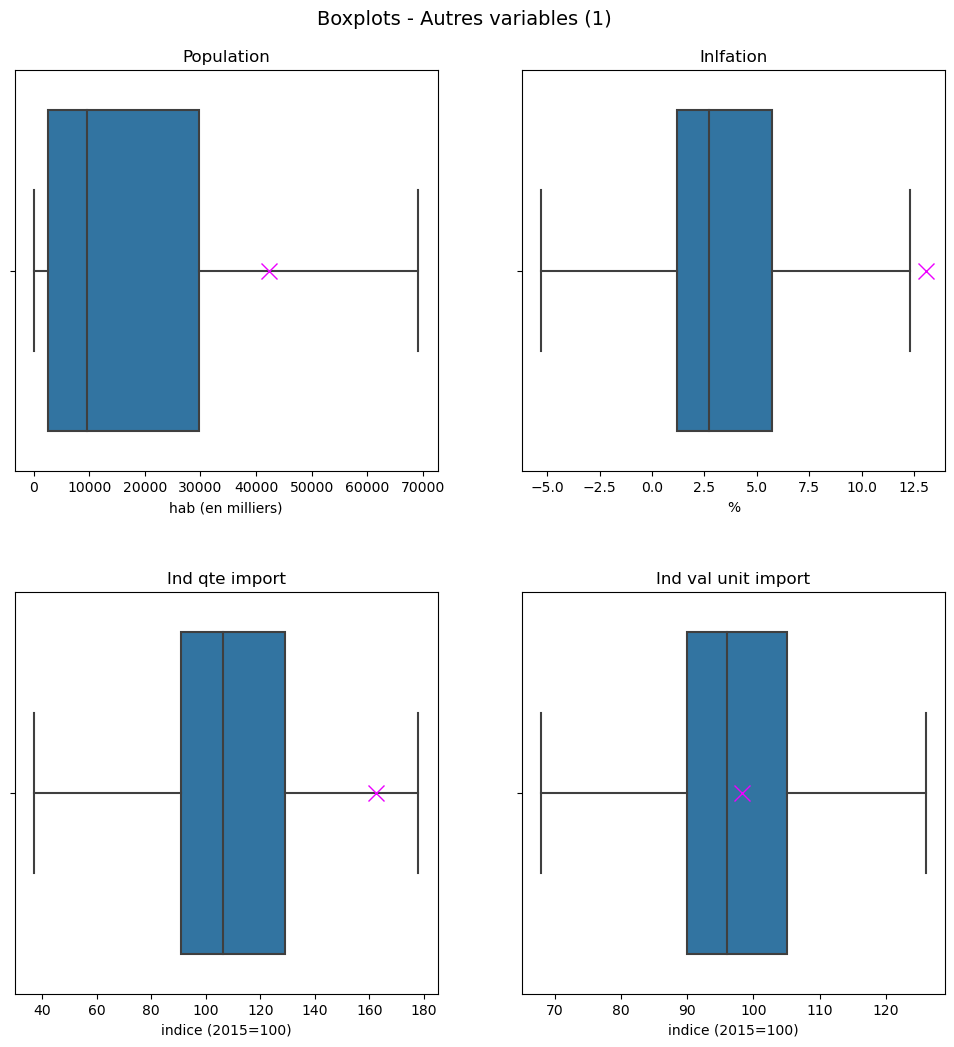 Boxplots - Autres variables (1)
Population
Inlfation
0 10000 20000 30000 40000 50000 60000 70000
hab (en milliers)
−5.0 −2.5 0.0 2.5 5.0 7.5 10.0 12.5
%
Ind qte import
Ind val unit import
40 60 80 100 120 140 160 180
indice (2015=100)
70 80 90 100 110 120
indice (2015=100)